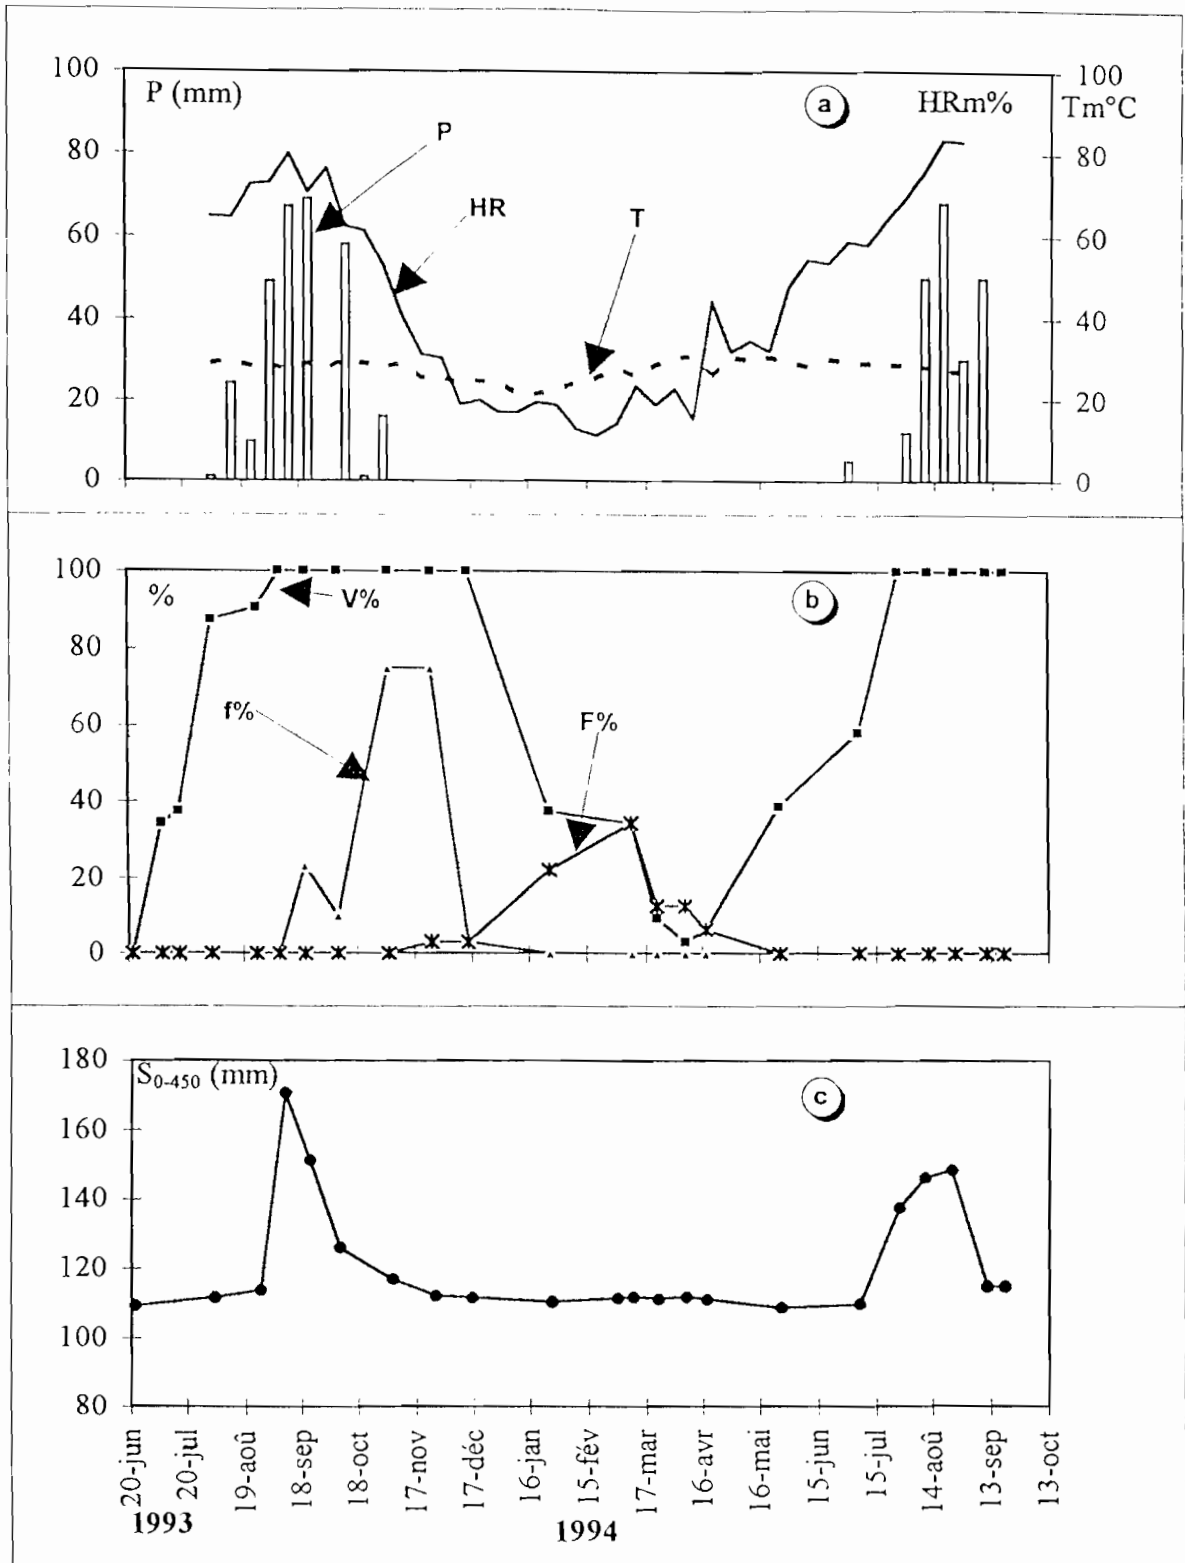 100
P (mm)
a
HRm%
100
Tm°C
P
80
80
HR
T
60
60
40
40
20
20
0
0
100
%
V%
b
80
f%
F%
60
40
20
0
180
S0-450 (mm)
c
160
140
120
100
80
20-jun
20-jul
19-aoû
18-sep
18-oct
17-nov
17-déc
16-jan
15-fév
17-mar
16-avr
16-mai
15-jun
15-jul
14-aoû
13-sep
13-oct
1993
1994